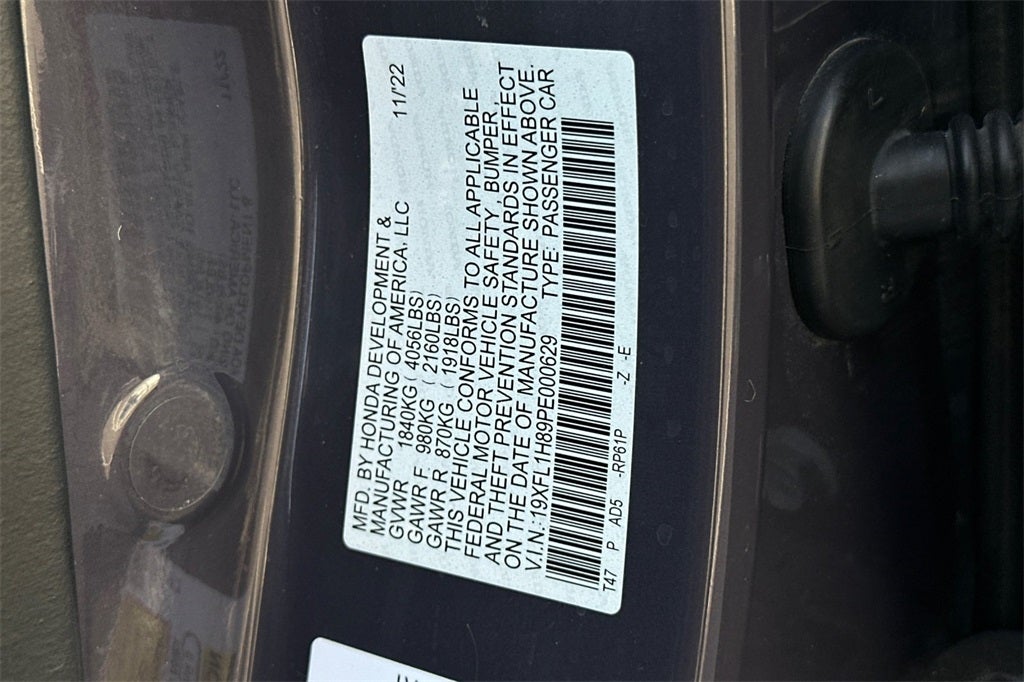 MFD. BY HONDA DEVELOPMENT &
MANUFACTURING OF AMERICA, LLC 11/'22
GVWR 1840KG ( 4056LBS)
GAWR F 980KG ( 2160LBS)
GAWR R 870KG ( 1918LBS)
THIS VEHICLE CONFORMS TO ALL APPLICABLE
FEDERAL MOTOR VEHICLE SAFETY, BUMPER,
AND THEFT PREVENTION STANDARDS IN EFFECT
ON THE DATE OF MANUFACTURE SHOWN ABOVE.
V.I.N.: 19XFL1H89PE000629 TYPE: PASSENGER CAR
T47 P AD5 -RP61P -Z -E